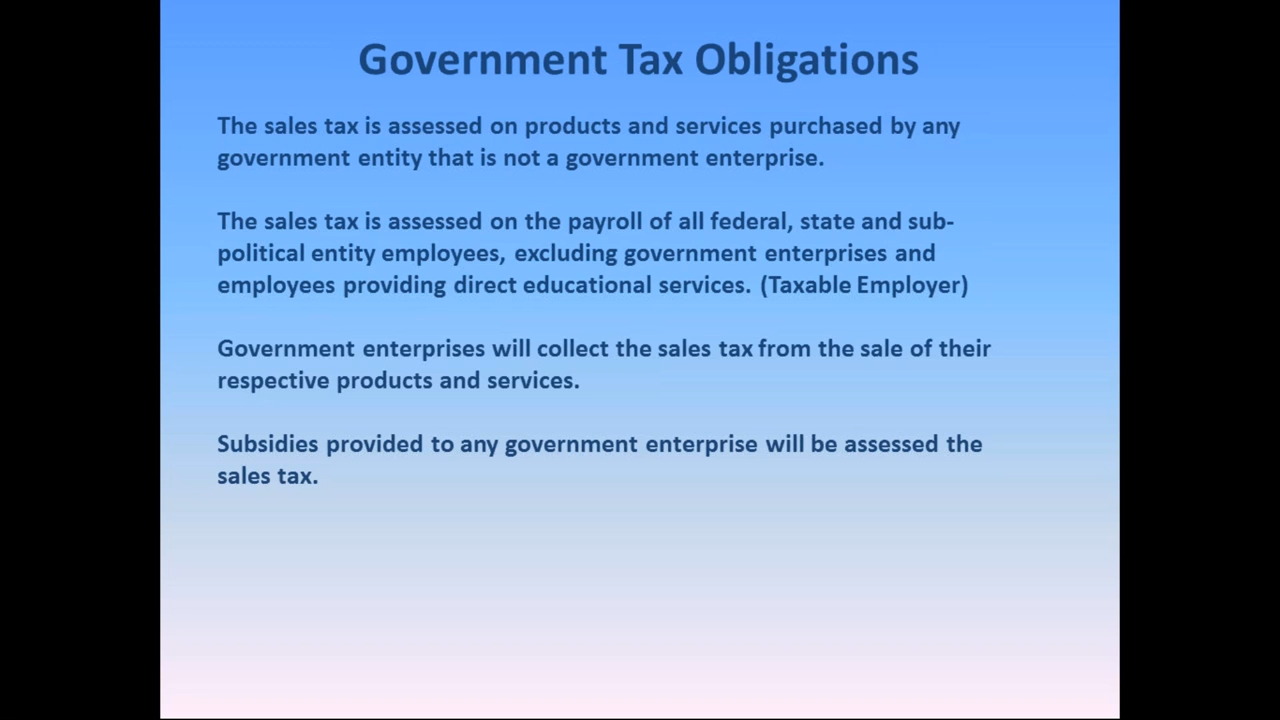 Government Tax Obligations
The sales tax is assessed on products and services purchased by any
government entity that is not a government enterprise.
The sales tax is assessed on the payroll of all federal, state and sub-
political entity employees, excluding government enterprises and
employees providing direct educational services. (Taxable Employer)
Government enterprises will collect the sales tax from the sale of their
respective products and services.
Subsidies provided to any government enterprise will be assessed the
sales tax.